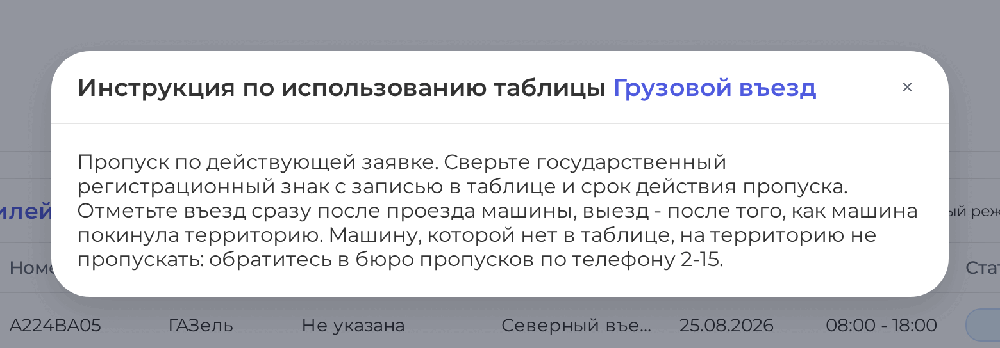 Инструкция по использованию таблицы Грузовой въезд ×
Пропуск по действующей заявке. Сверьте государственный
регистрационный знак с записью в таблице и срок действия пропуска.
Отметьте въезд сразу после проезда машины, выезд - после того, как машина
покинула территорию. Машину, которой нет в таблице, на территорию не
пропускать: обратитесь в бюро пропусков по телефону 2-15.
илей ый реж
Номе Стат
А224ВА05 ГАЗель Не указана Северный въе... 25.08.2026 08:00 - 18:00